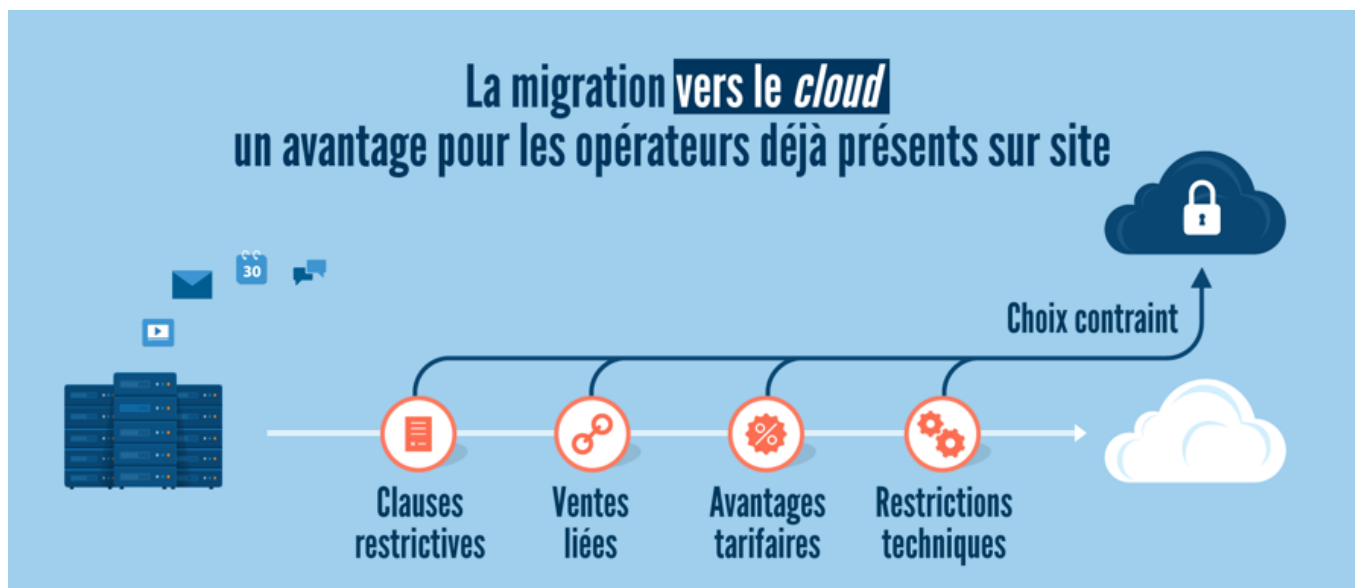 La migration vers le cloud
un avantage pour les opérateurs déjà présents sur site
30
Choix contraint
Clauses
restrictives
Ventes
liées
Avantages
tarifaires
Restrictions
techniques